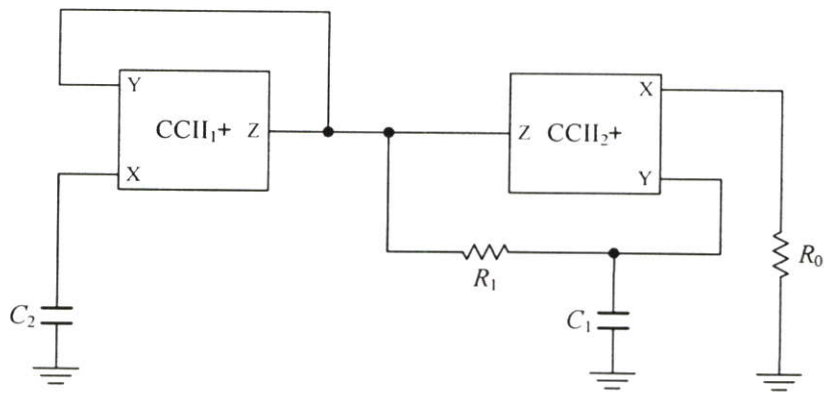 Y
CCII₁+ Z
X
X
Z CCII₂+
Y
R₁
R₀
C₂
C₁